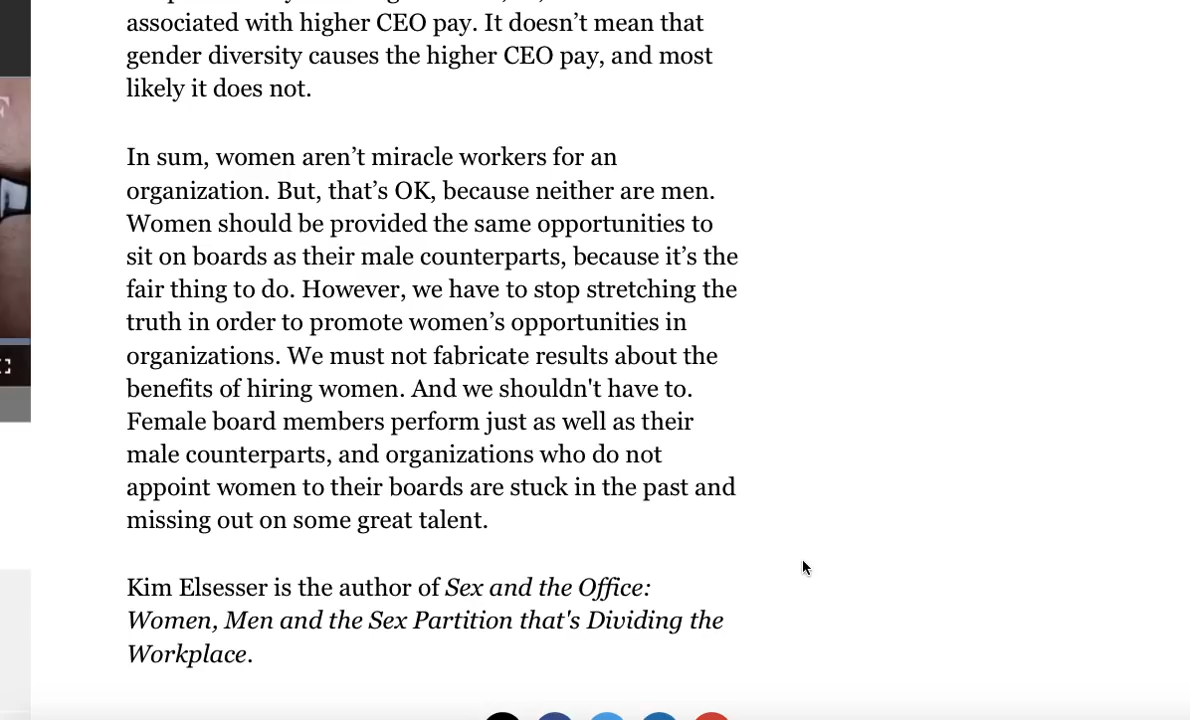 associated with higher CEO pay. It doesn’t mean that
gender diversity causes the higher CEO pay, and most
likely it does not.
In sum, women aren’t miracle workers for an
organization. But, that’s OK, because neither are men.
Women should be provided the same opportunities to
sit on boards as their male counterparts, because it’s the
fair thing to do. However, we have to stop stretching the
truth in order to promote women’s opportunities in
organizations. We must not fabricate results about the
benefits of hiring women. And we shouldn't have to.
Female board members perform just as well as their
male counterparts, and organizations who do not
appoint women to their boards are stuck in the past and
missing out on some great talent.
Kim Elsesser is the author of Sex and the Office:
Women, Men and the Sex Partition that's Dividing the
Workplace.